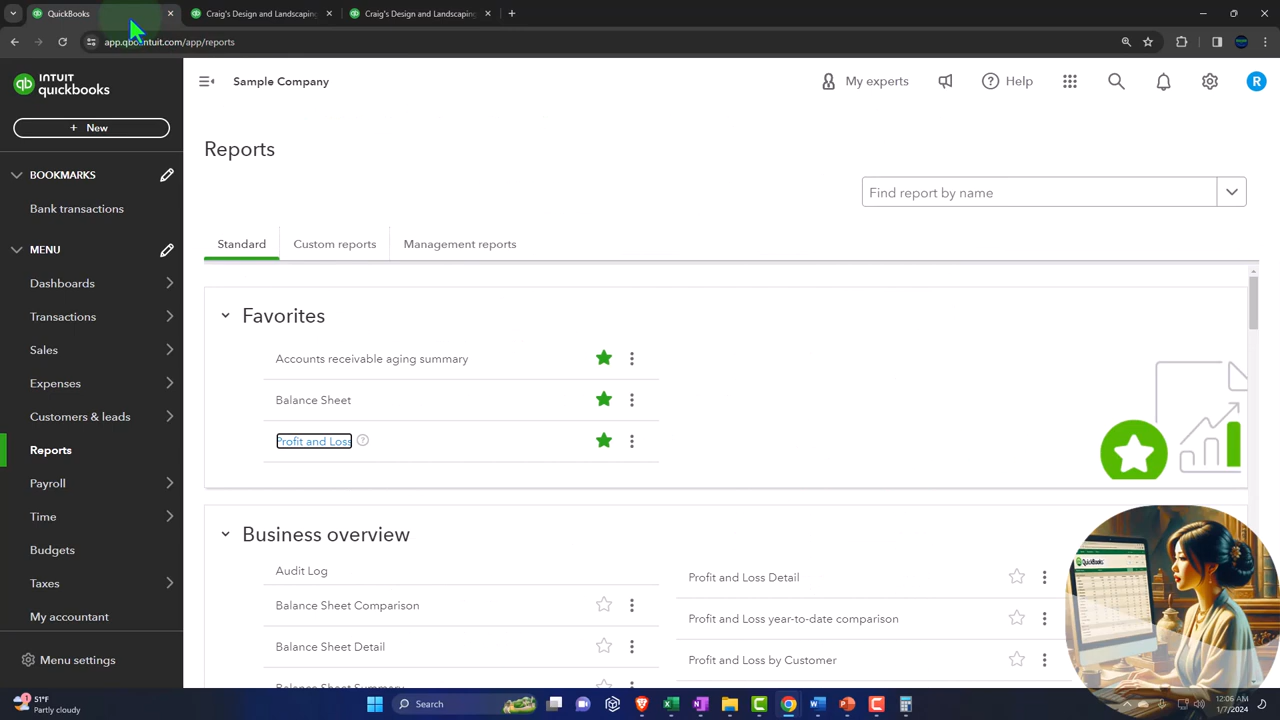 QuickBooks
Craig's Design and Landscaping
Craig's Design and Landscaping
app.qbo.intuit.com/app/reports
INTUIT
quickbooks
Sample Company
My experts
Help
R
+ New
Reports
BOOKMARKS
Find report by name
Bank transactions
MENU
Standard
Custom reports
Management reports
Dashboards
Transactions
Favorites
Sales
Accounts receivable aging summary
Expenses
Balance Sheet
Customers & leads
Profit and Loss
Reports
Payroll
Time
Business overview
Budgets
Audit Log
Profit and Loss Detail
Taxes
Balance Sheet Comparison
Profit and Loss year-to-date comparison
My accountant
Balance Sheet Detail
Profit and Loss by Customer
Menu settings
Balance Sheet Summary
QuickBooks
51°F
Partly cloudy
Search
12:06 AM
1/7/2024